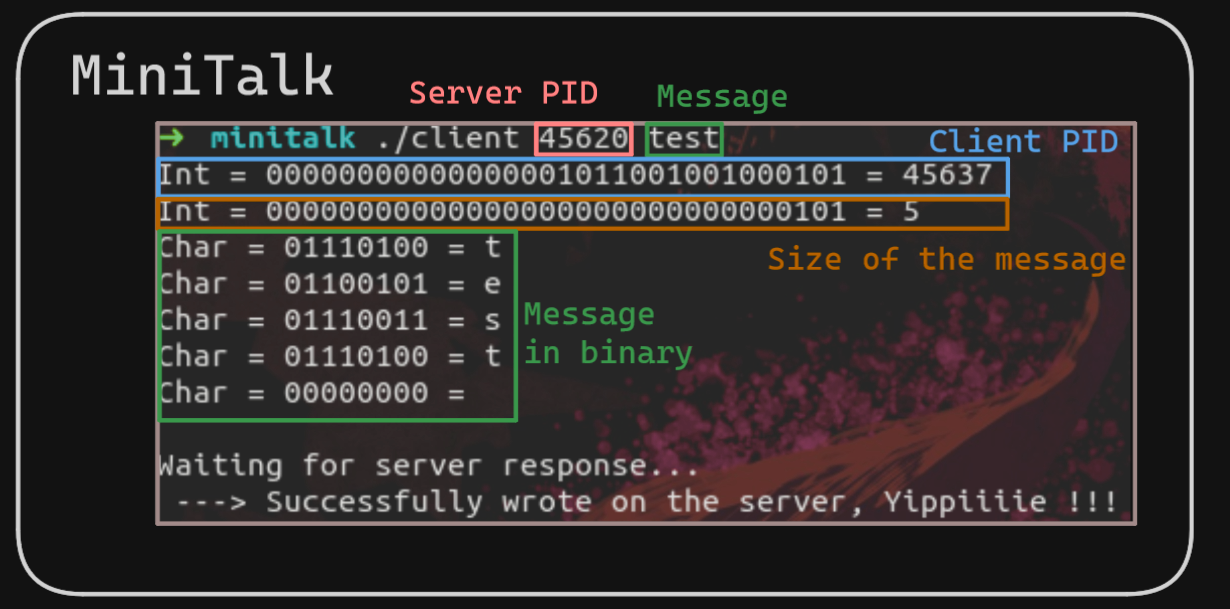 MiniTalk
Server PID
Message
→ minitalk ./client 45620 test
Client PID
Int = 00000000000000001011001001000101 = 45637
Int = 00000000000000000000000000000101 = 5
Char = 01110100 = t
Size of the message
Char = 01100101 = e
Char = 01110011 = s
Char = 01110100 = t
Char = 00000000 =
Message
in binary
Waiting for server response...
---> Successfully wrote on the server, Yippiiiie !!!